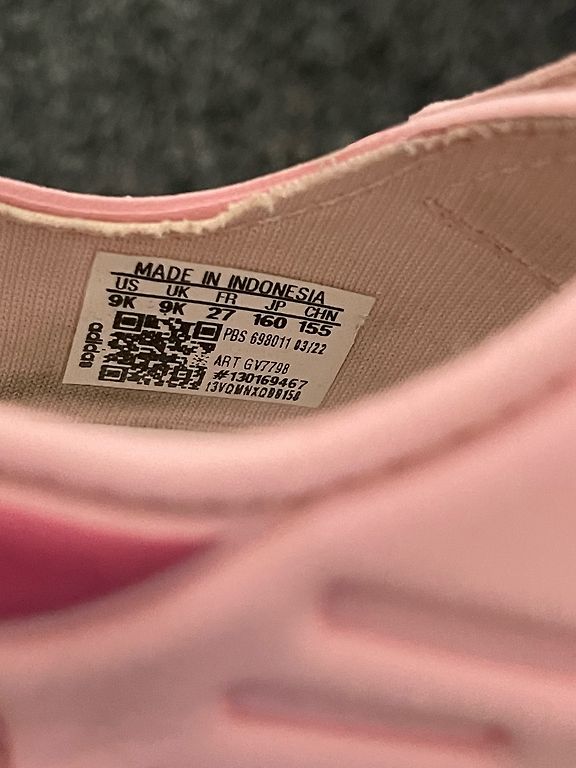 MADE IN INDONESIA
US UK FR JP CHN
9K 9K 27 160 155
PBS 698011 03/22
ART GV7798
#130169467
adidas